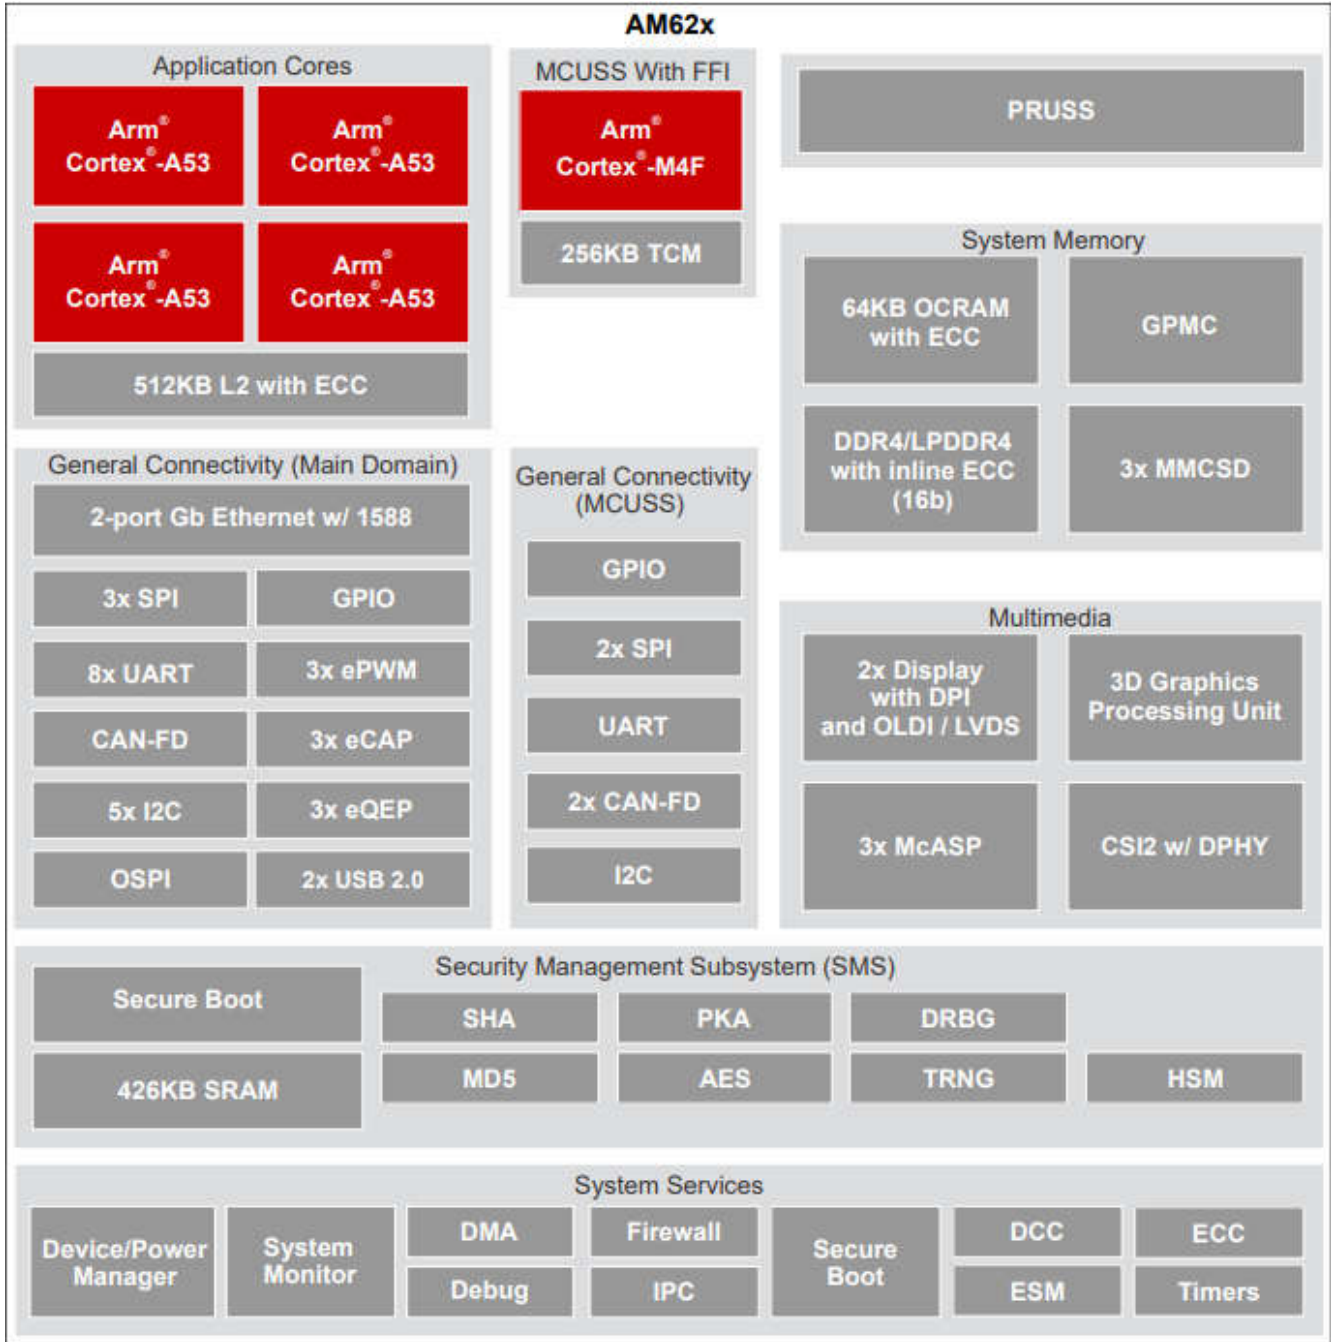 AM62x
Application Cores
Arm®
Cortex®-A53
Arm®
Cortex®-A53
Arm®
Cortex®-A53
Arm®
Cortex®-A53
512KB L2 with ECC
MCUSS With FFI
Arm®
Cortex®-M4F
256KB TCM
PRUSS
System Memory
64KB OCRAM
with ECC
GPMC
DDR4/LPDDR4
with inline ECC
(16b)
3x MMCSD
General Connectivity (Main Domain)
2-port Gb Ethernet w/ 1588
3x SPI
GPIO
8x UART
3x ePWM
CAN-FD
3x eCAP
5x I2C
3x eQEP
OSPI
2x USB 2.0
General Connectivity
(MCUSS)
GPIO
2x SPI
UART
2x CAN-FD
I2C
Multimedia
2x Display
with DPI
and OLDI / LVDS
3D Graphics
Processing Unit
3x McASP
CSI2 w/ DPHY
Security Management Subsystem (SMS)
Secure Boot
SHA
PKA
DRBG
426KB SRAM
MD5
AES
TRNG
HSM
System Services
Device/Power
Manager
System
Monitor
DMA
Debug
Firewall
IPC
Secure
Boot
DCC
ESM
ECC
Timers